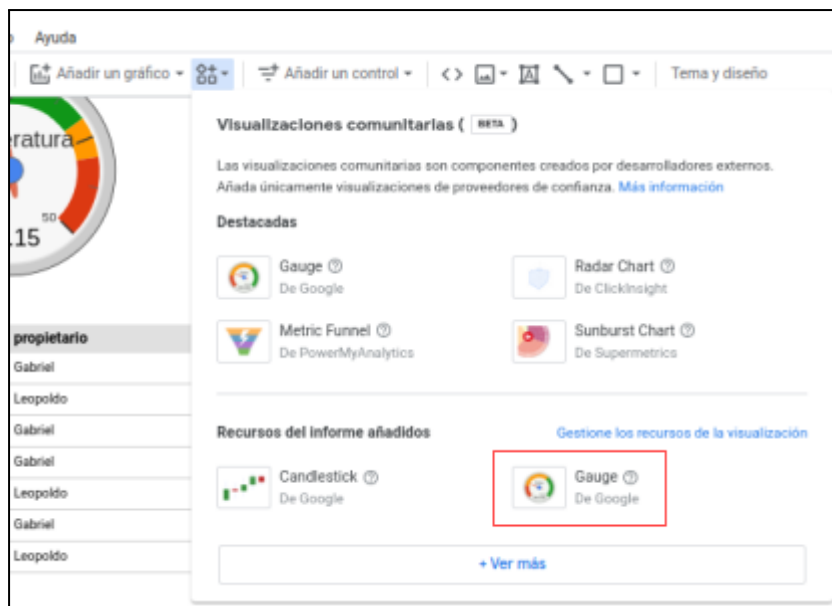 Ayuda
Añadir un gráfico
Añadir un control
Tema y diseño
ratura
50
.15
propietario
Gabriel
Leopoldo
Gabriel
Gabriel
Leopoldo
Gabriel
Leopoldo
Visualizaciones comunitarias ( BETA )
Las visualizaciones comunitarias son componentes creados por desarrolladores externos.
Añada únicamente visualizaciones de proveedores de confianza. Más información
Destacadas
Gauge
De Google
Radar Chart
De ClickInsight
Metric Funnel
De PowerMyAnalytics
Sunburst Chart
De Supermetrics
Recursos del informe añadidos
Gestione los recursos de la visualización
Candlestick
De Google
Gauge
De Google
+ Ver más